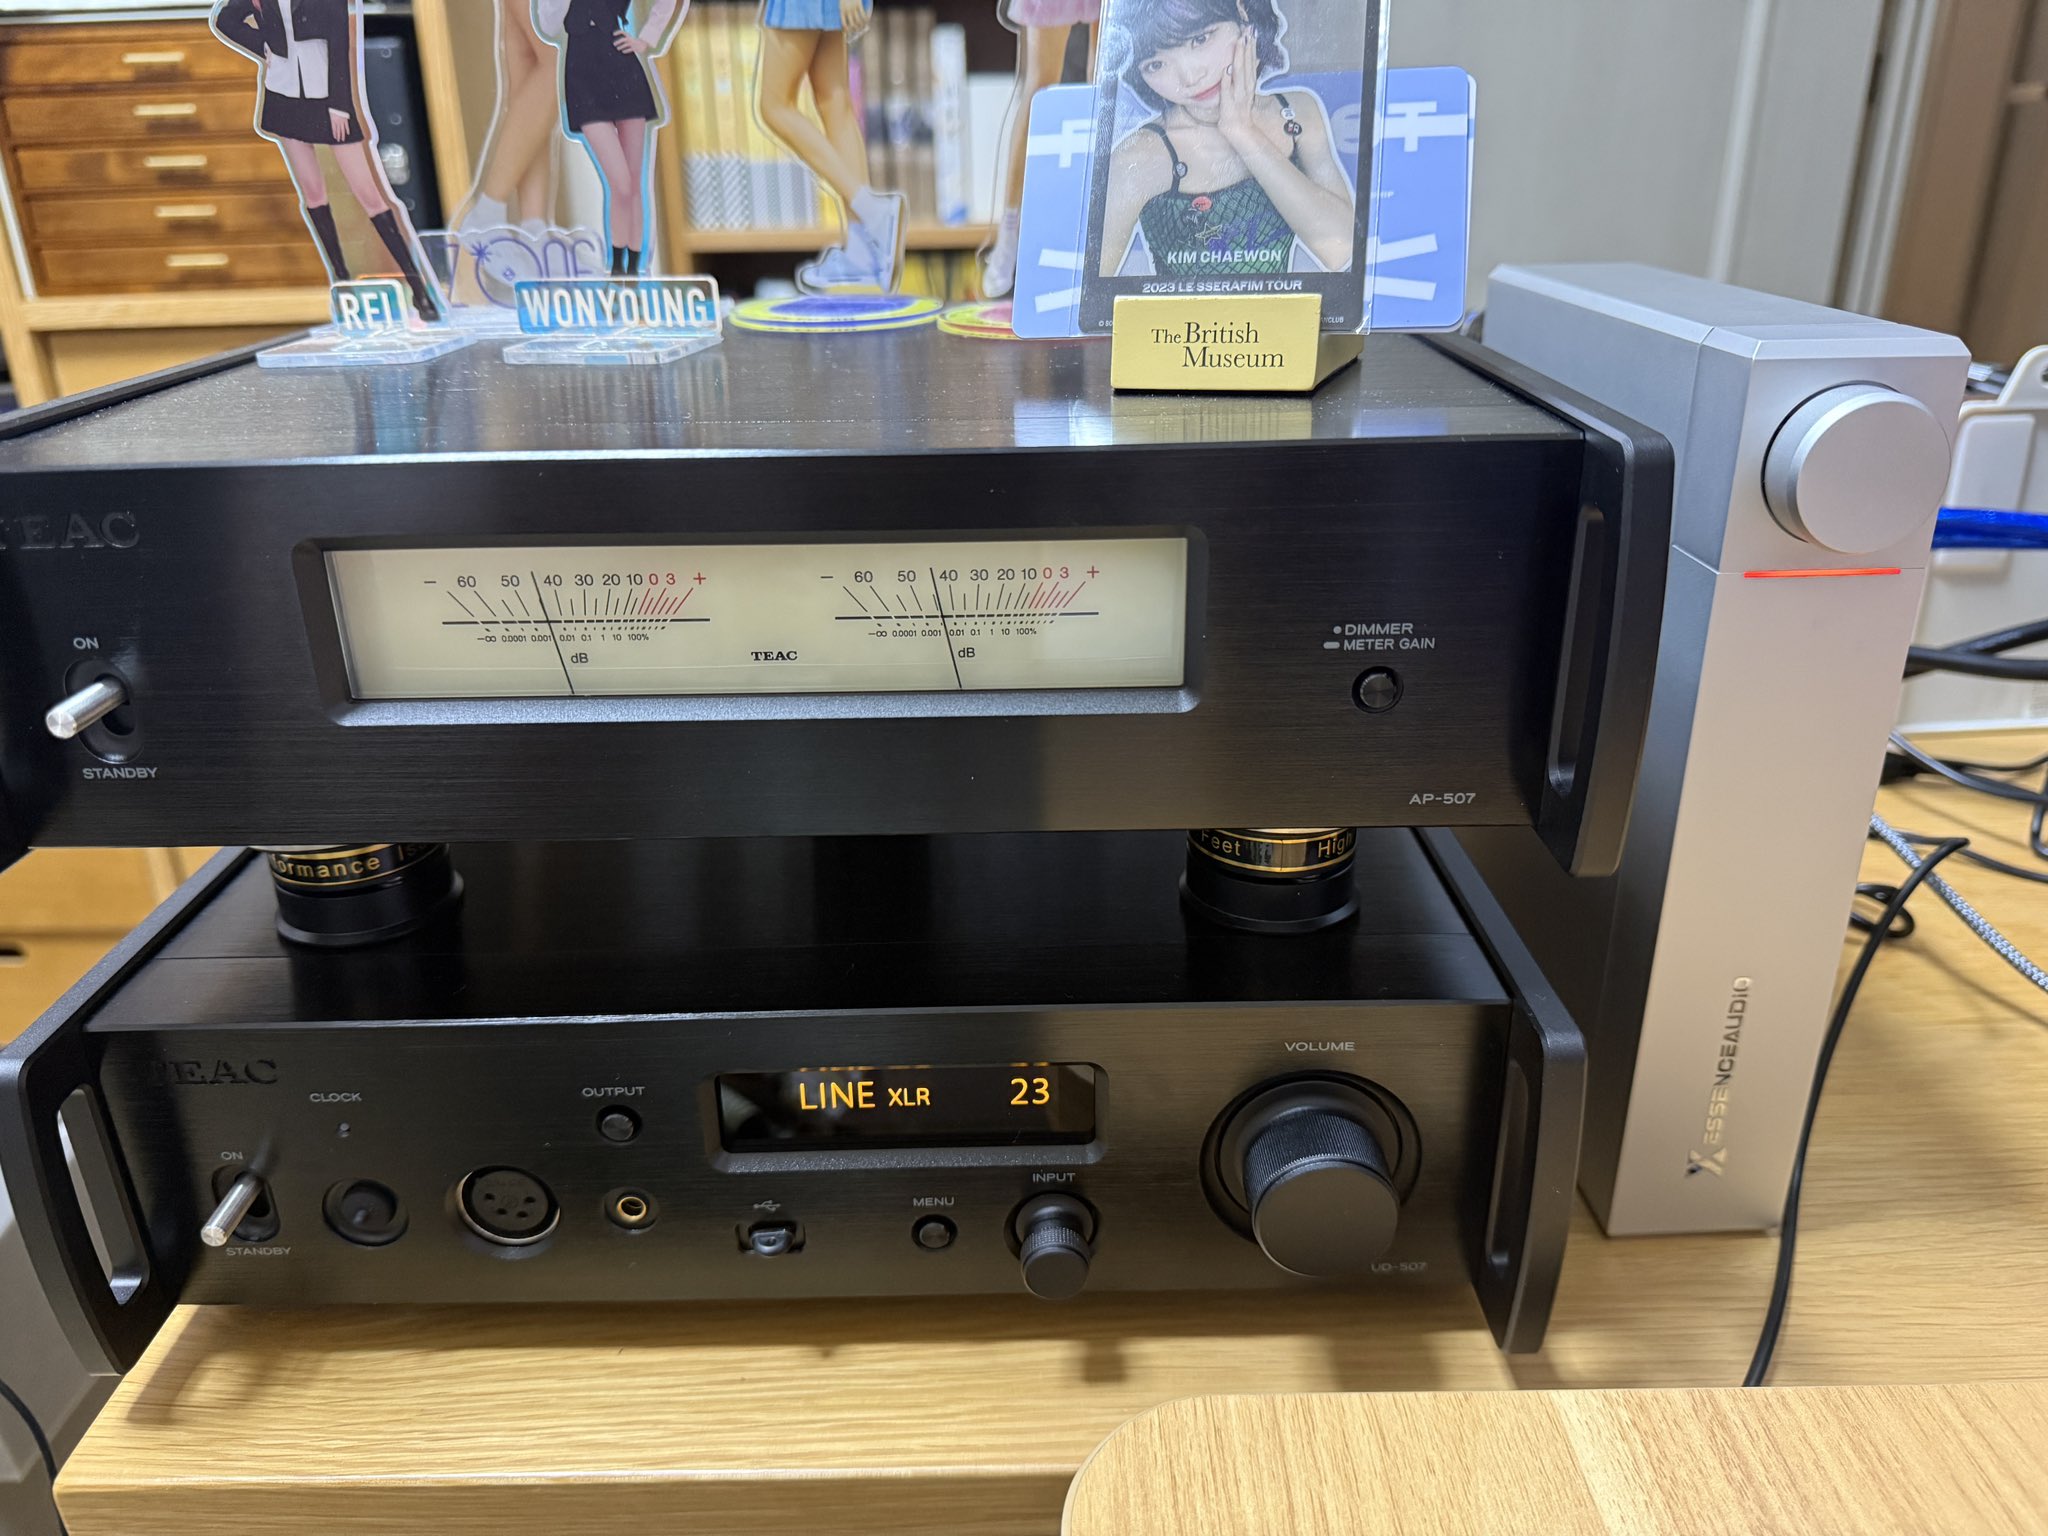 REI
WONYOUNG
KIM CHAEWON
2023 LE SSERAFIM TOUR
The British
Museum
TEAC
− 60 50 40 30 20 10 0 3 +
−∞ 0.0001 0.001 0.01 0.1 1 10 100%
dB
TEAC
− 60 50 40 30 20 10 0 3 +
−∞ 0.0001 0.001 0.01 0.1 1 10 100%
dB
DIMMER
METER GAIN
ON
STANDBY
AP-507
Feet High
TEAC
CLOCK
OUTPUT
LINE XLR 23
VOLUME
ON
STANDBY
MENU
INPUT
UD-507
XESSENCEAUDIO